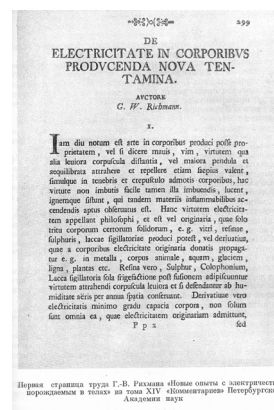 299
DE
ELECTRICITATE IN CORPORIBVS
PRODVCENDA NOVA TEN-
TAMINA.
AVCTORE
G. W. Richmann.
I.
Iam diu notum est arte in corporibus produci posse pro-
prietatem, vel si dicere mauis, vim, virtutem qua
alia leuiora corpuscula distantia, vel maiora pendula et
aequilibrata attrahere et repellere etiam saepius valent,
simulque in tenebris et crepusculo admotis corporibus, hac
virtute non imbutis facile tamen illa imbuendis, lucent,
ignemque sistunt, qui tandem materiis inflammabilibus ac-
cendendis aptus obseruatus est. Hanc virtutem electricita-
tem appellant philosophi, et est vel originaria, quae solo
tritu corporum certorum solidorum, e. g. vitri, resinae,
sulphuris, laccae sigillatoriae produci potest, vel deriuatiua,
quae a corporibus electricitate originaria donatis propaga-
tur e. g. in metalla, corpus animale, aquam, glaciem,
ligna, plantas etc. Resina vero, Sulphur, Colophonium,
Lacca sigillatoria sola frigefactione post fusionem adipiscuntur
virtutem attrahendi corpuscula leuiora et si defendantur ab hu-
miditate aëris per annua spatia conseruant. Deriuatiuae vero
electricitatis minimo gradu capacia corpora, non solum
sunt omnia ea, quae electricitatem originariam admittunt,
P p 2 sed
Первая страница труда Г.-В. Рихмана «Новые опыты с электричест
порождаемым в телах» из тома XIV «Комментариев» Петербургско
Академии наук